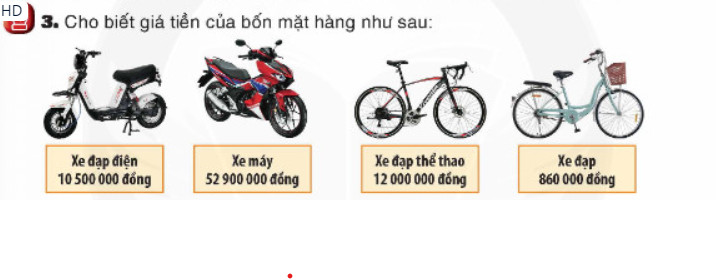 HD
3. Cho biết giá tiền của bốn mặt hàng như sau:
Xe đạp điện
10 500 000 đồng
Xe máy
52 900 000 đồng
Xe đạp thể thao
12 000 000 đồng
Xe đạp
860 000 đồng